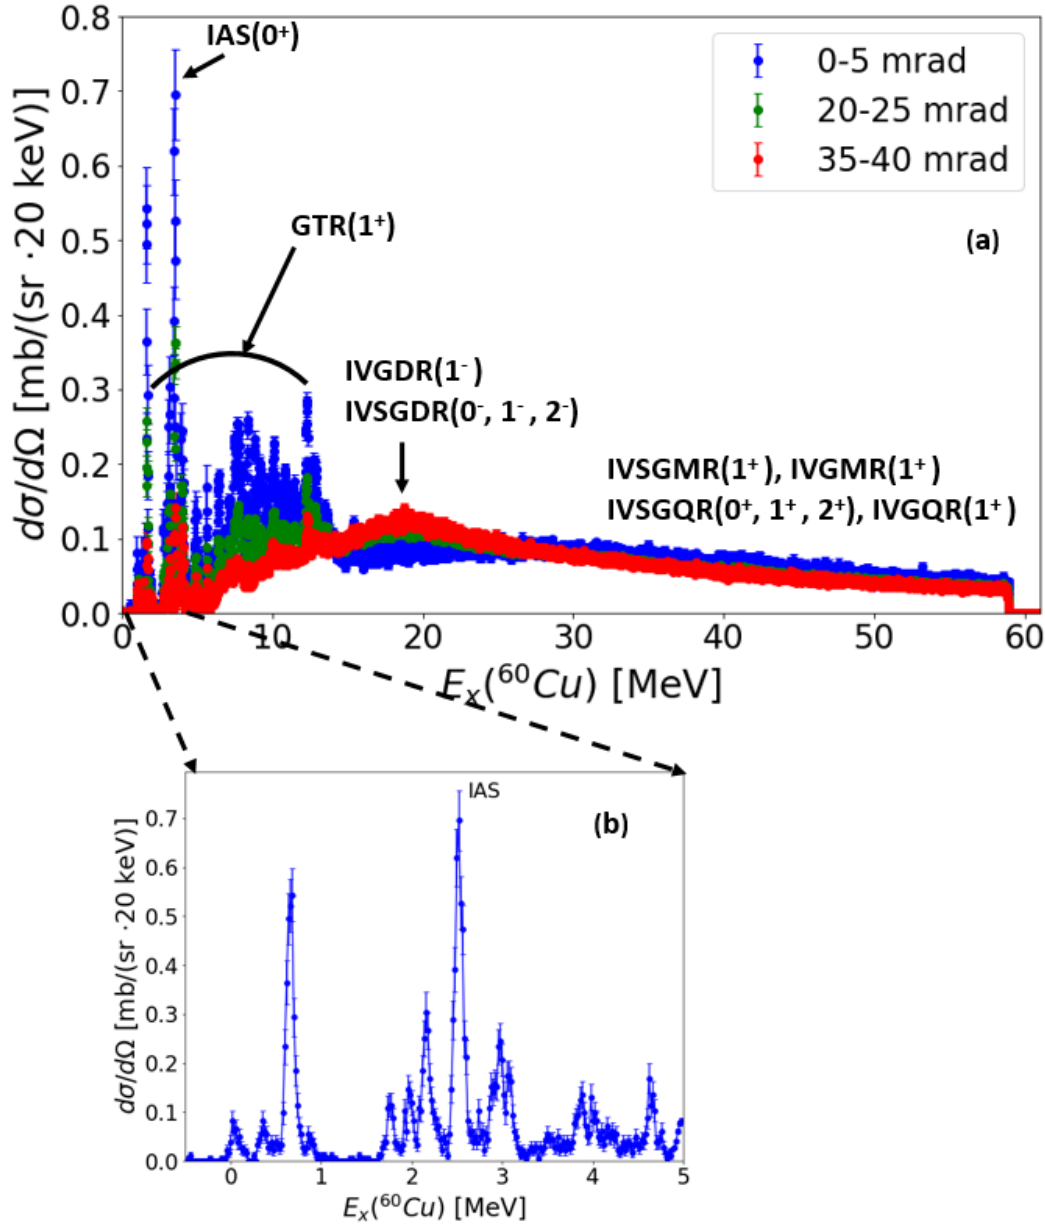 0.8
0.7
0.6
0.5
0.4
0.3
0.2
0.1
0.0
dσ/dΩ [mb/(sr ·20 keV)]
IAS(0⁺)
0-5 mrad
20-25 mrad
35-40 mrad
GTR(1⁺)
(a)
IVGDR(1⁻)
IVSGDR(0⁻, 1⁻, 2⁻)
IVSGMR(1⁺), IVGMR(1⁺)
IVSGQR(0⁺, 1⁺, 2⁺), IVGQR(1⁺)
0 10 20 30 40 50 60
Eₓ(⁶⁰Cu) [MeV]
IAS
(b)
0.7
0.6
0.5
0.4
0.3
0.2
0.1
0.0
dσ/dΩ [mb/(sr ·20 keV)]
0 1 2 3 4 5
Eₓ(⁶⁰Cu) [MeV]